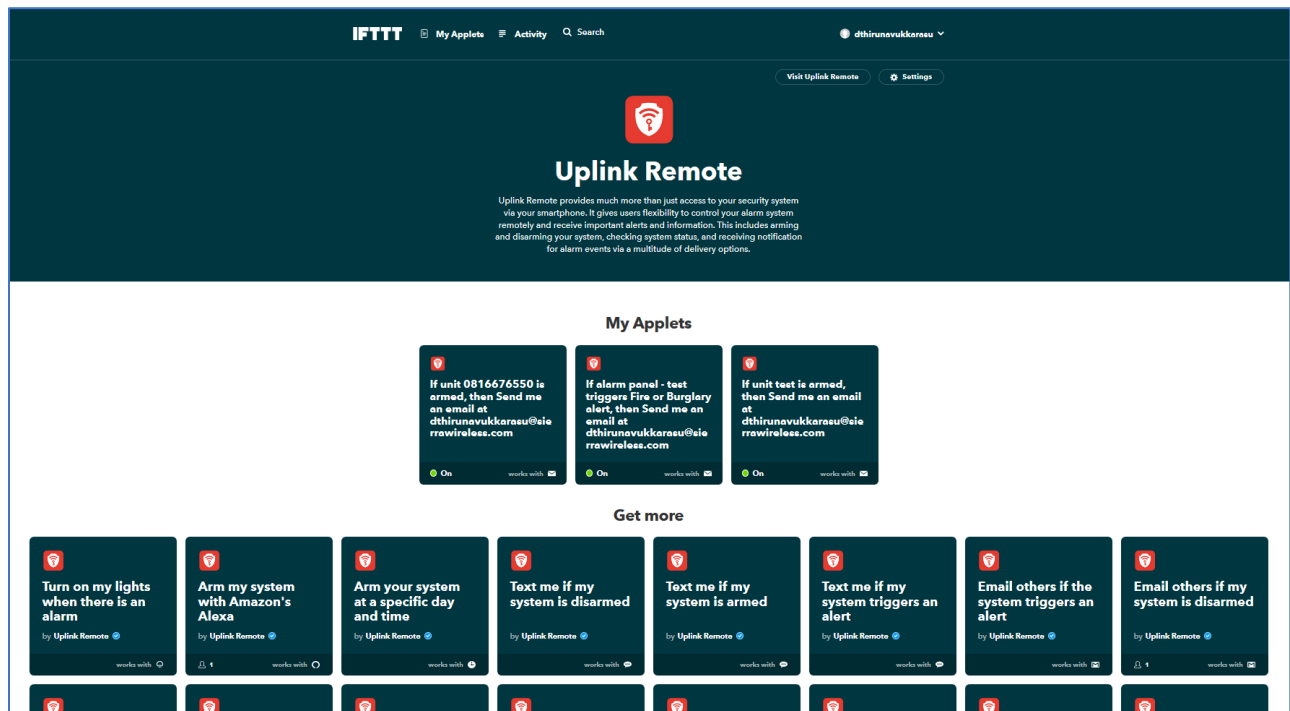 IFTTT My Applets Activity Search dthirunavukkarasu
Visit Uplink Remote Settings
Uplink Remote
Uplink Remote provides much more than just access to your security system
via your smartphone. It gives users flexibility to control your alarm system
remotely and receive important alerts and information. This includes arming
and disarming your system, checking system status, and receiving notification
for alarm events via a multitude of delivery options.
My Applets
If unit 0816676550 is
armed, then Send me
an email at
dthirunavukkarasu@sie
rrawireless.com
On works with
If alarm panel - test
triggers Fire or Burglary
alert, then Send me an
email at
dthirunavukkarasu@sie
rrawireless.com
On works with
If unit test is armed,
then Send me an email
at
dthirunavukkarasu@sie
rrawireless.com
On works with
Get more
Turn on my lights
when there is an
alarm
by Uplink Remote
works with
Arm my system
with Amazon's
Alexa
by Uplink Remote
1 works with
Arm your system
at a specific day
and time
by Uplink Remote
works with
Text me if my
system is disarmed
by Uplink Remote
works with
Text me if my
system is armed
by Uplink Remote
works with
Text me if my
system triggers an
alert
by Uplink Remote
works with
Email others if the
system triggers an
alert
by Uplink Remote
works with
Email others if my
system is disarmed
by Uplink Remote
1 works with